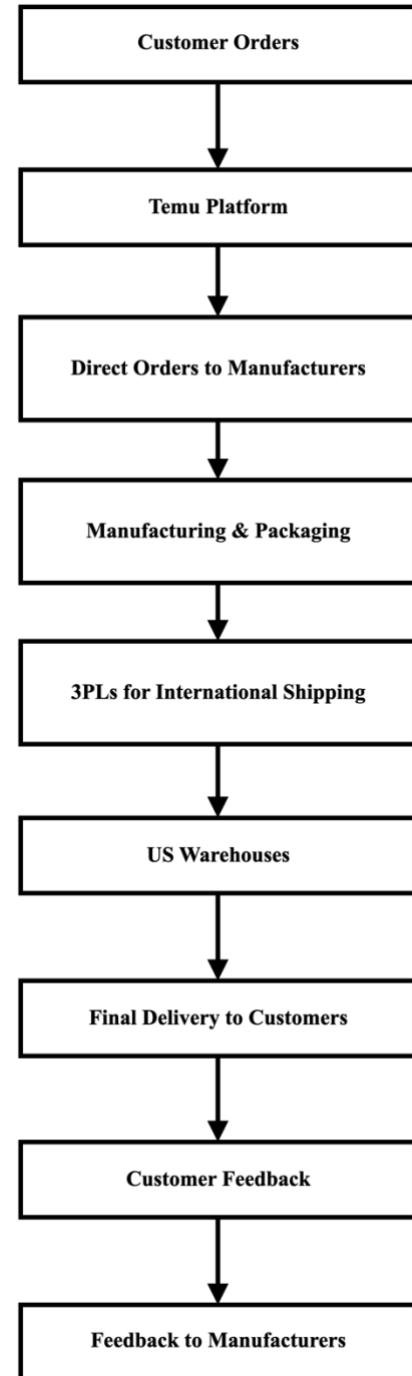 Customer Orders
Temu Platform
Direct Orders to Manufacturers
Manufacturing & Packaging
3PLs for International Shipping
US Warehouses
Final Delivery to Customers
Customer Feedback
Feedback to Manufacturers